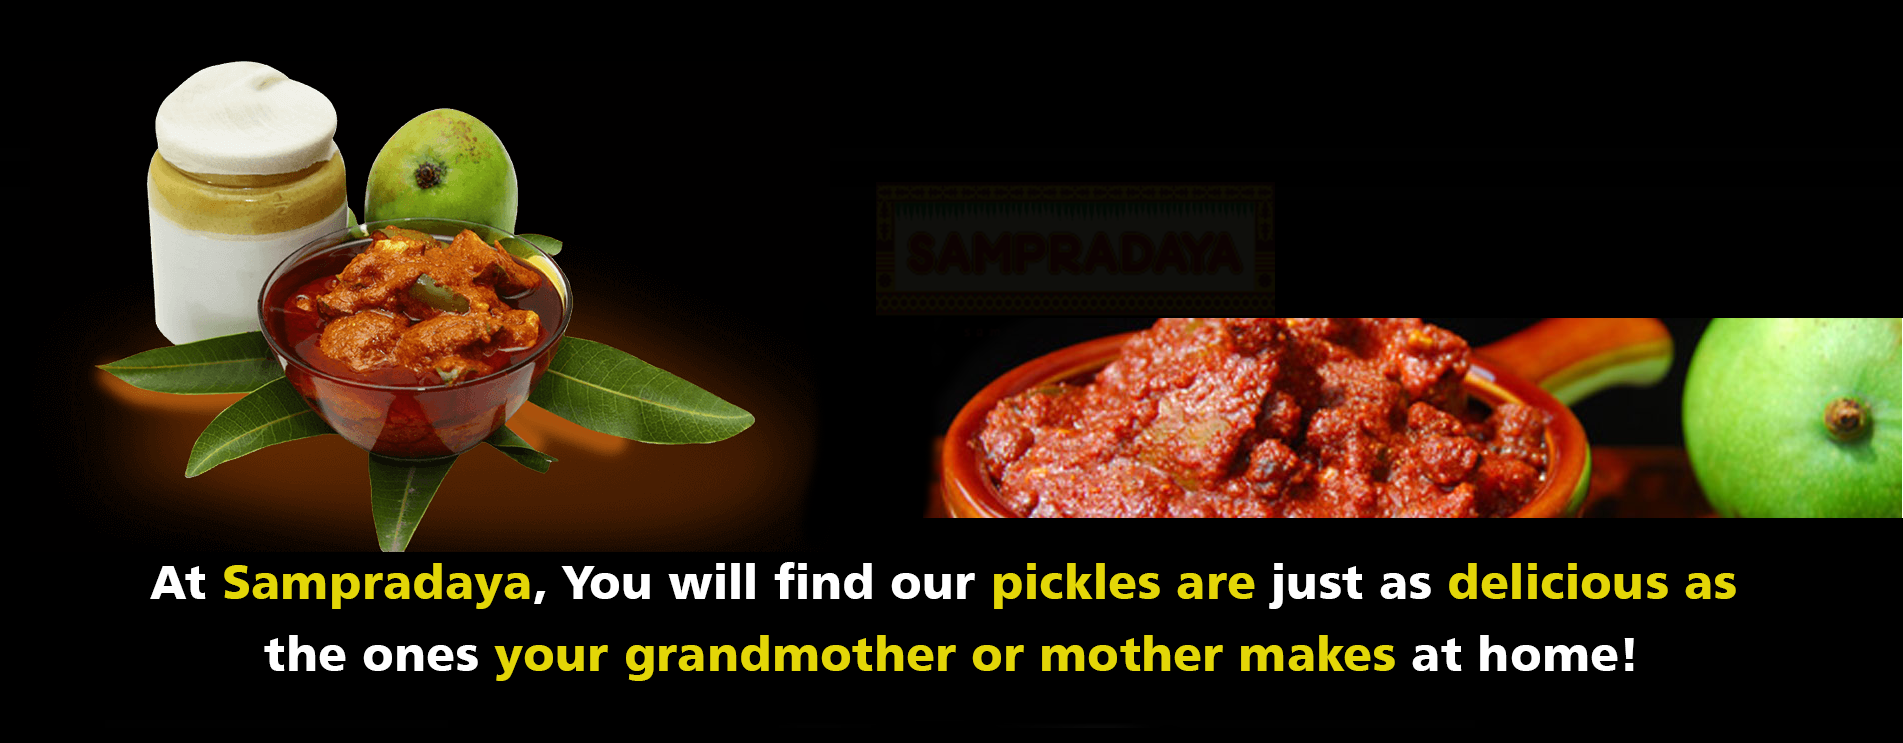 SAMPRADAYA
At Sampradaya, You will find our pickles are just as delicious as
the ones your grandmother or mother makes at home!